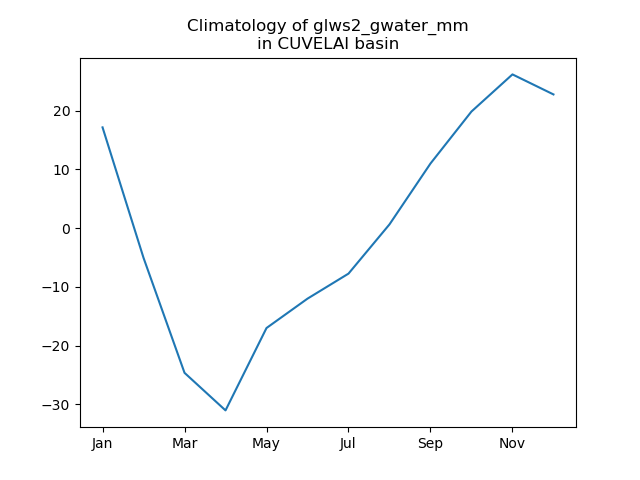 Climatology of glws2_gwater_mm
in CUVELAI basin
20
10
0
−10
−20
−30
Jan
Mar
May
Jul
Sep
Nov